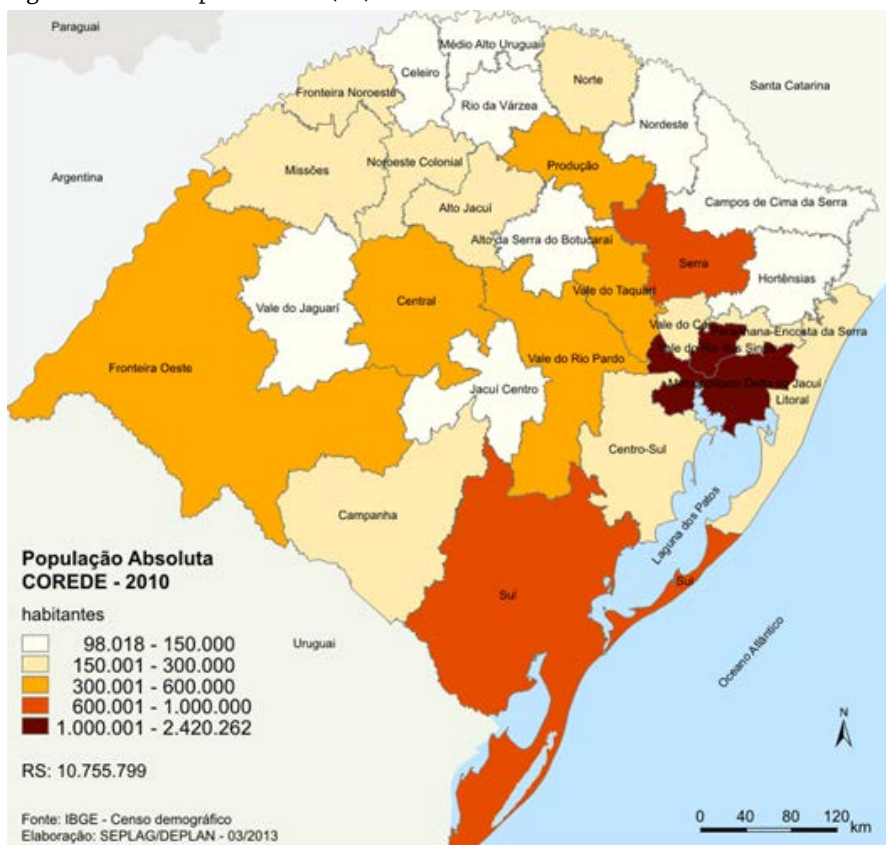 Paraguai
Médio Alto Uruguai
Celeiro
Norte
Santa Catarina
Fronteira Noroeste
Rio da Várzea
Nordeste
Produção
Noroeste Colonial
Missões
Argentina
Alto Jacuí
Campos de Cima da Serra
Alto da Serra do Botucaraí
Serra
Hortênsias
Vale do Taquari
Vale do Jaguarí
Central
Vale do
Encosta da Serra
Vale do Rio Pardo
Fronteira Oeste
Jacuí Centro
Litoral
Centro-Sul
Campanha
Laguna dos Patos
População Absoluta
COREDE - 2010
habitantes
98.018 - 150.000
150.001 - 300.000
300.001 - 600.000
600.001 - 1.000.000
1.000.001 - 2.420.262
Sul
Sul
Uruguai
Oceano Atlântico
N
RS: 10.755.799
Fonte: IBGE - Censo demográfico
Elaboração: SEPLAG/DEPLAN - 03/2013
0 40 80 120
km